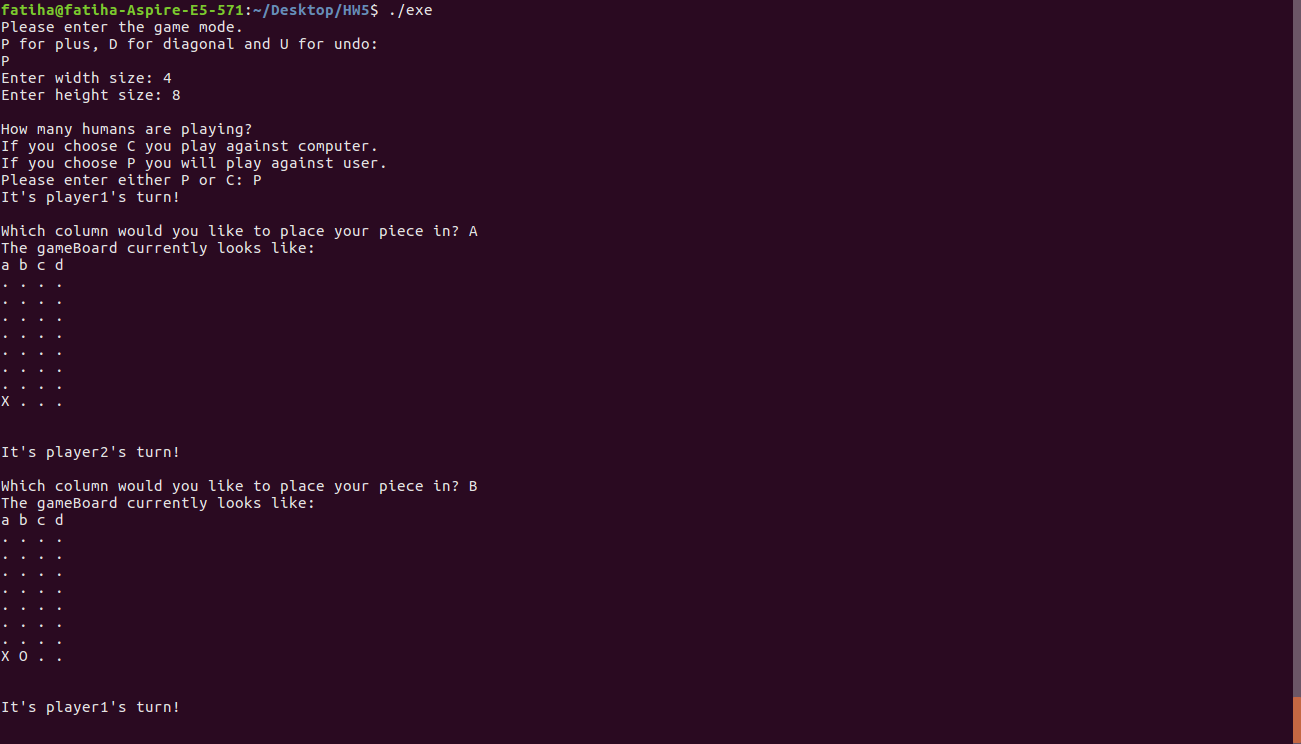 fatiha@fatiha-Aspire-E5-571:~/Desktop/HW5$ ./exe
Please enter the game mode.
P for plus, D for diagonal and U for undo:
P
Enter width size: 4
Enter height size: 8
How many humans are playing?
If you choose C you play against computer.
If you choose P you will play against user.
Please enter either P or C: P
It's player1's turn!
Which column would you like to place your piece in? A
The gameBoard currently looks like:
a b c d
. . . .
. . . .
. . . .
. . . .
. . . .
. . . .
. . . .
X . . .
It's player2's turn!
Which column would you like to place your piece in? B
The gameBoard currently looks like:
a b c d
. . . .
. . . .
. . . .
. . . .
. . . .
. . . .
. . . .
X O . .
It's player1's turn!